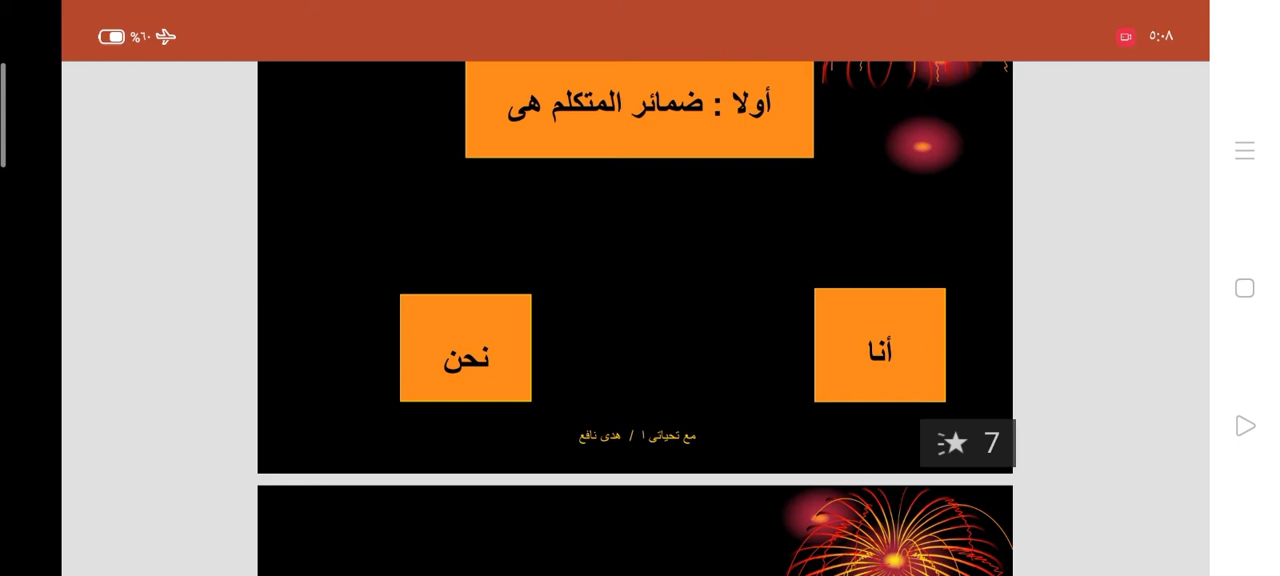 ٥:٠٨
%٦٠
أولا : ضمائر المتكلم هى
أنا
نحن
مع تحياتى ا / هدى نافع
7